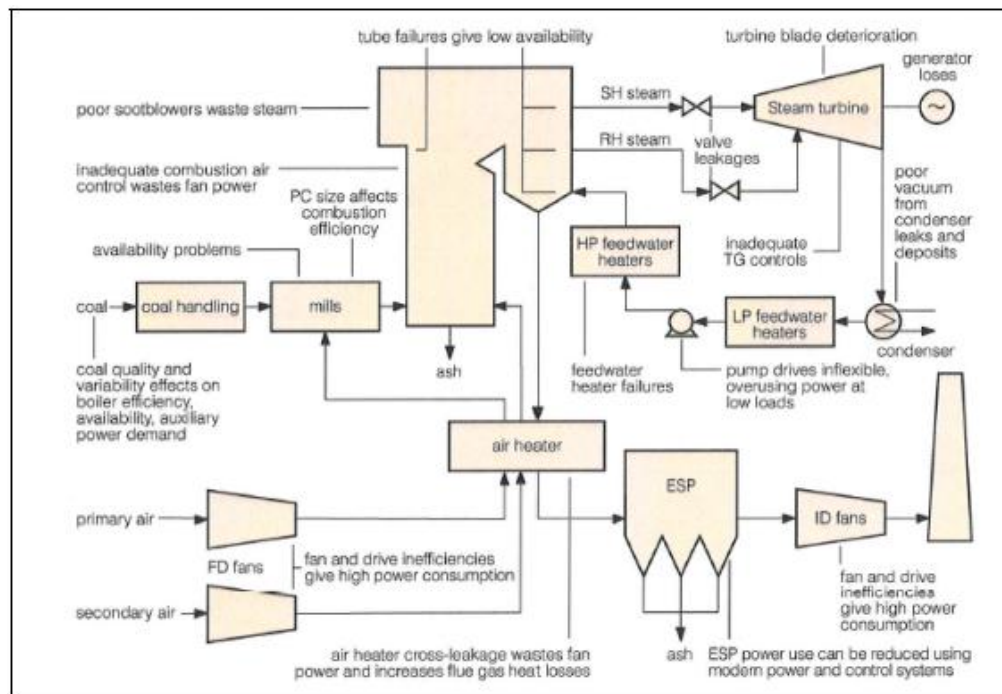 tube failures give low availability
turbine blade deterioration
generator
loses
poor sootblowers waste steam
SH steam
Steam turbine
~
RH steam
valve
leakages
inadequate combustion air
control wastes fan power
PC size affects
combustion
efficiency
poor
vacuum
from
condenser
leaks and
deposits
availability problems
HP feedwater
heaters
inadequate
TG controls
coal
coal handling
mills
LP feedwater
heaters
condenser
ash
coal quality and
variability effects on
boiler efficiency,
availability, auxiliary
power demand
feedwater
heater failures
pump drives inflexible,
overusing power at
low loads
air heater
ESP
primary air
ID fans
FD fans
fan and drive inefficiencies
give high power consumption
fan and drive
inefficiencies
give high power
consumption
secondary air
air heater cross-leakage wastes fan
power and increases flue gas heat losses
ash
ESP power use can be reduced using
modern power and control systems